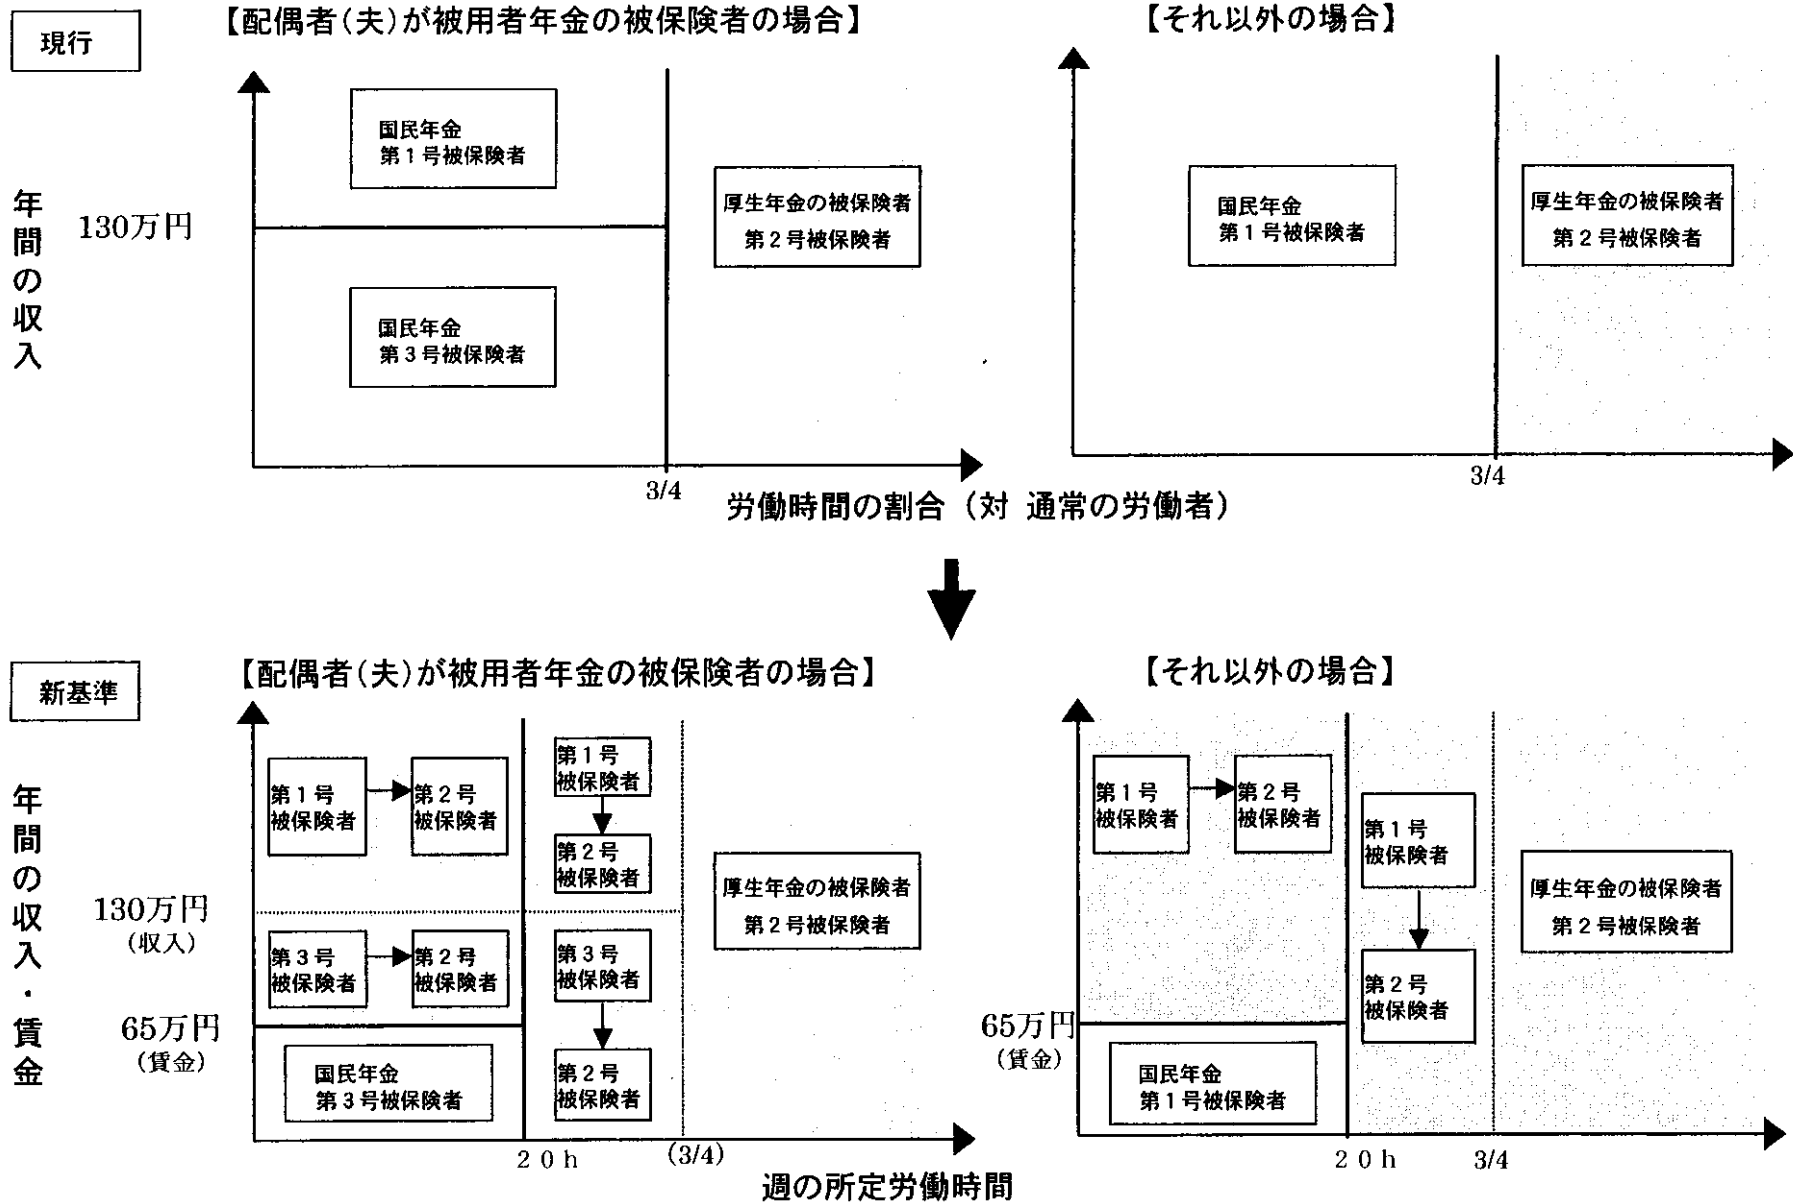 現行
【配偶者(夫)が被用者年金の被保険者の場合】
【それ以外の場合】
年間の収入
130万円
国民年金
第1号被保険者
国民年金
第3号被保険者
厚生年金の被保険者
第2号被保険者
3/4
国民年金
第1号被保険者
厚生年金の被保険者
第2号被保険者
3/4
労働時間の割合(対 通常の労働者)
新基準
【配偶者(夫)が被用者年金の被保険者の場合】
【それ以外の場合】
年間の収入・賃金
130万円
(収入)
65万円
(賃金)
第1号
被保険者
第2号
被保険者
第1号
被保険者
第2号
被保険者
第3号
被保険者
第2号
被保険者
第3号
被保険者
第2号
被保険者
国民年金
第3号被保険者
厚生年金の被保険者
第2号被保険者
20h
(3/4)
65万円
(賃金)
第1号
被保険者
第2号
被保険者
第1号
被保険者
第2号
被保険者
国民年金
第1号被保険者
厚生年金の被保険者
第2号被保険者
20h
3/4
週の所定労働時間